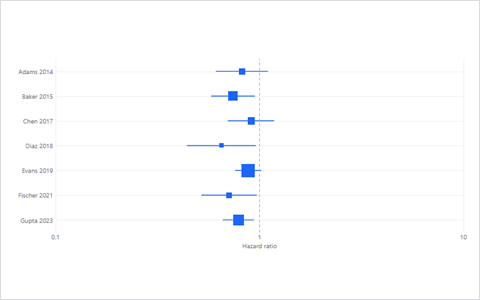 Adams 2014
Baker 2015
Chen 2017
Diaz 2018
Evans 2019
Fischer 2021
Gupta 2023
0.1 1 10
Hazard ratio